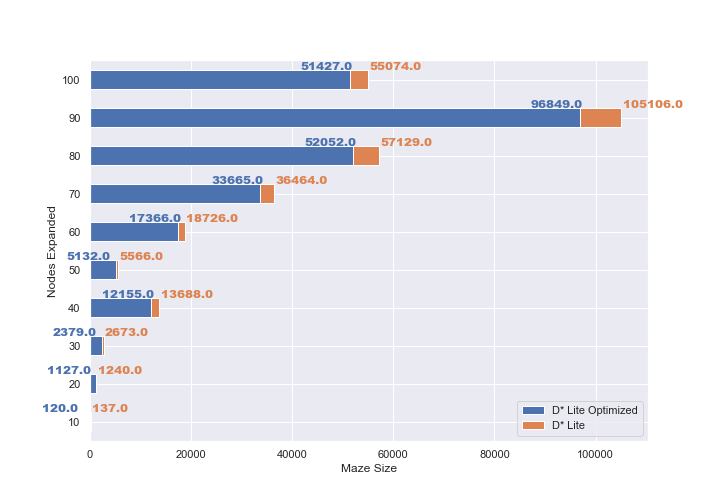 100 51427.0 55074.0
90 96849.0 105106.0
80 52052.0 57129.0
70 33665.0 36464.0
60 17366.0 18726.0
50 5132.0 5566.0
40 12155.0 13688.0
30 2379.0 2673.0
20 1127.0 1240.0
10 120.0 137.0
Nodes Expanded
D* Lite Optimized
D* Lite
0 20000 40000 60000 80000 100000
Maze Size